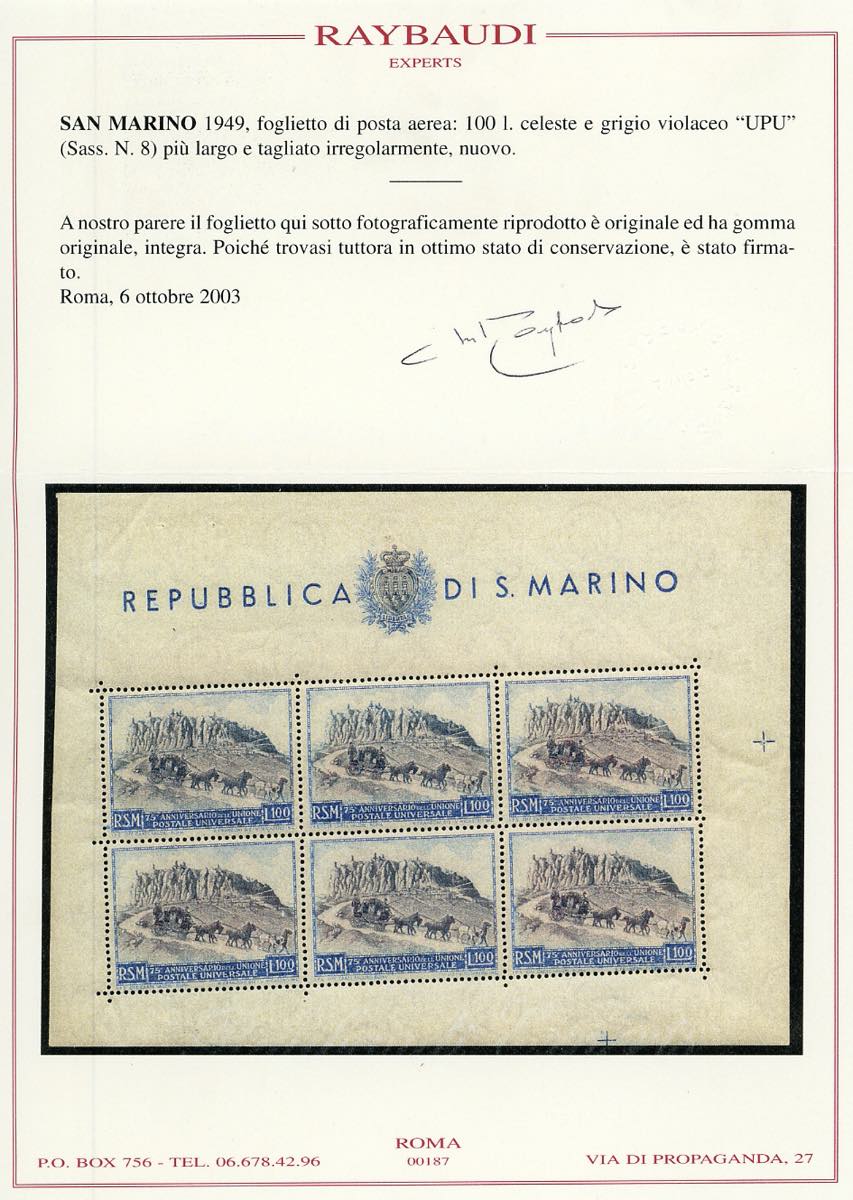 RAYBAUDI
EXPERTS
SAN MARINO 1949, foglietto di posta aerea: 100 l. celeste e grigio violaceo “UPU”
(Sass. N. 8) più largo e tagliato irregolarmente, nuovo.
A nostro parere il foglietto qui sotto fotograficamente riprodotto è originale ed ha gomma
originale, integra. Poiché trovasi tuttora in ottimo stato di conservazione, è stato firma-
to.
Roma, 6 ottobre 2003
REPUBBLICA DI S. MARINO
R.S.M. 75° ANNIVERSARIO DELL'UNIONE POSTALE UNIVERSALE L.100
R.S.M. 75° ANNIVERSARIO DELL'UNIONE POSTALE UNIVERSALE L.100
R.S.M. 75° ANNIVERSARIO DELL'UNIONE POSTALE UNIVERSALE L.100
R.S.M. 75° ANNIVERSARIO DELL'UNIONE POSTALE UNIVERSALE L.100
R.S.M. 75° ANNIVERSARIO DELL'UNIONE POSTALE UNIVERSALE L.100
R.S.M. 75° ANNIVERSARIO DELL'UNIONE POSTALE UNIVERSALE L.100
P.O. BOX 756 - TEL. 06.678.42.96
ROMA
00187
VIA DI PROPAGANDA, 27